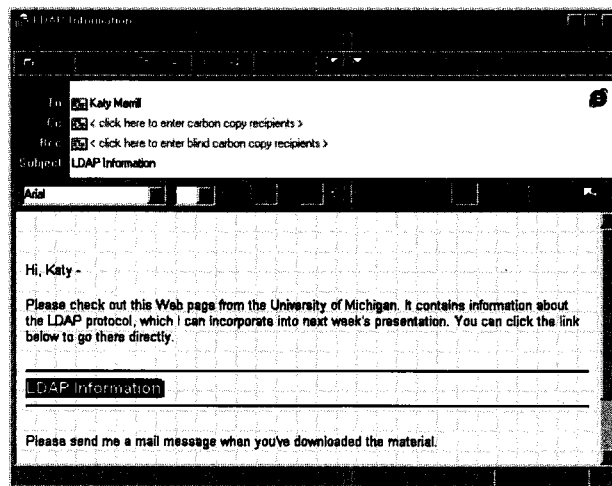 LDAP Information
To: Katy Merrill
Cc: < click here to enter carbon copy recipients >
Bcc: < click here to enter blind carbon copy recipients >
Subject: LDAP Information
Arial
Hi, Katy -
Please check out this Web page from the University of Michigan. It contains information about
the LDAP protocol, which I can incorporate into next week's presentation. You can click the link
below to go there directly.
LDAP Information
Please send me a mail message when you've downloaded the material.